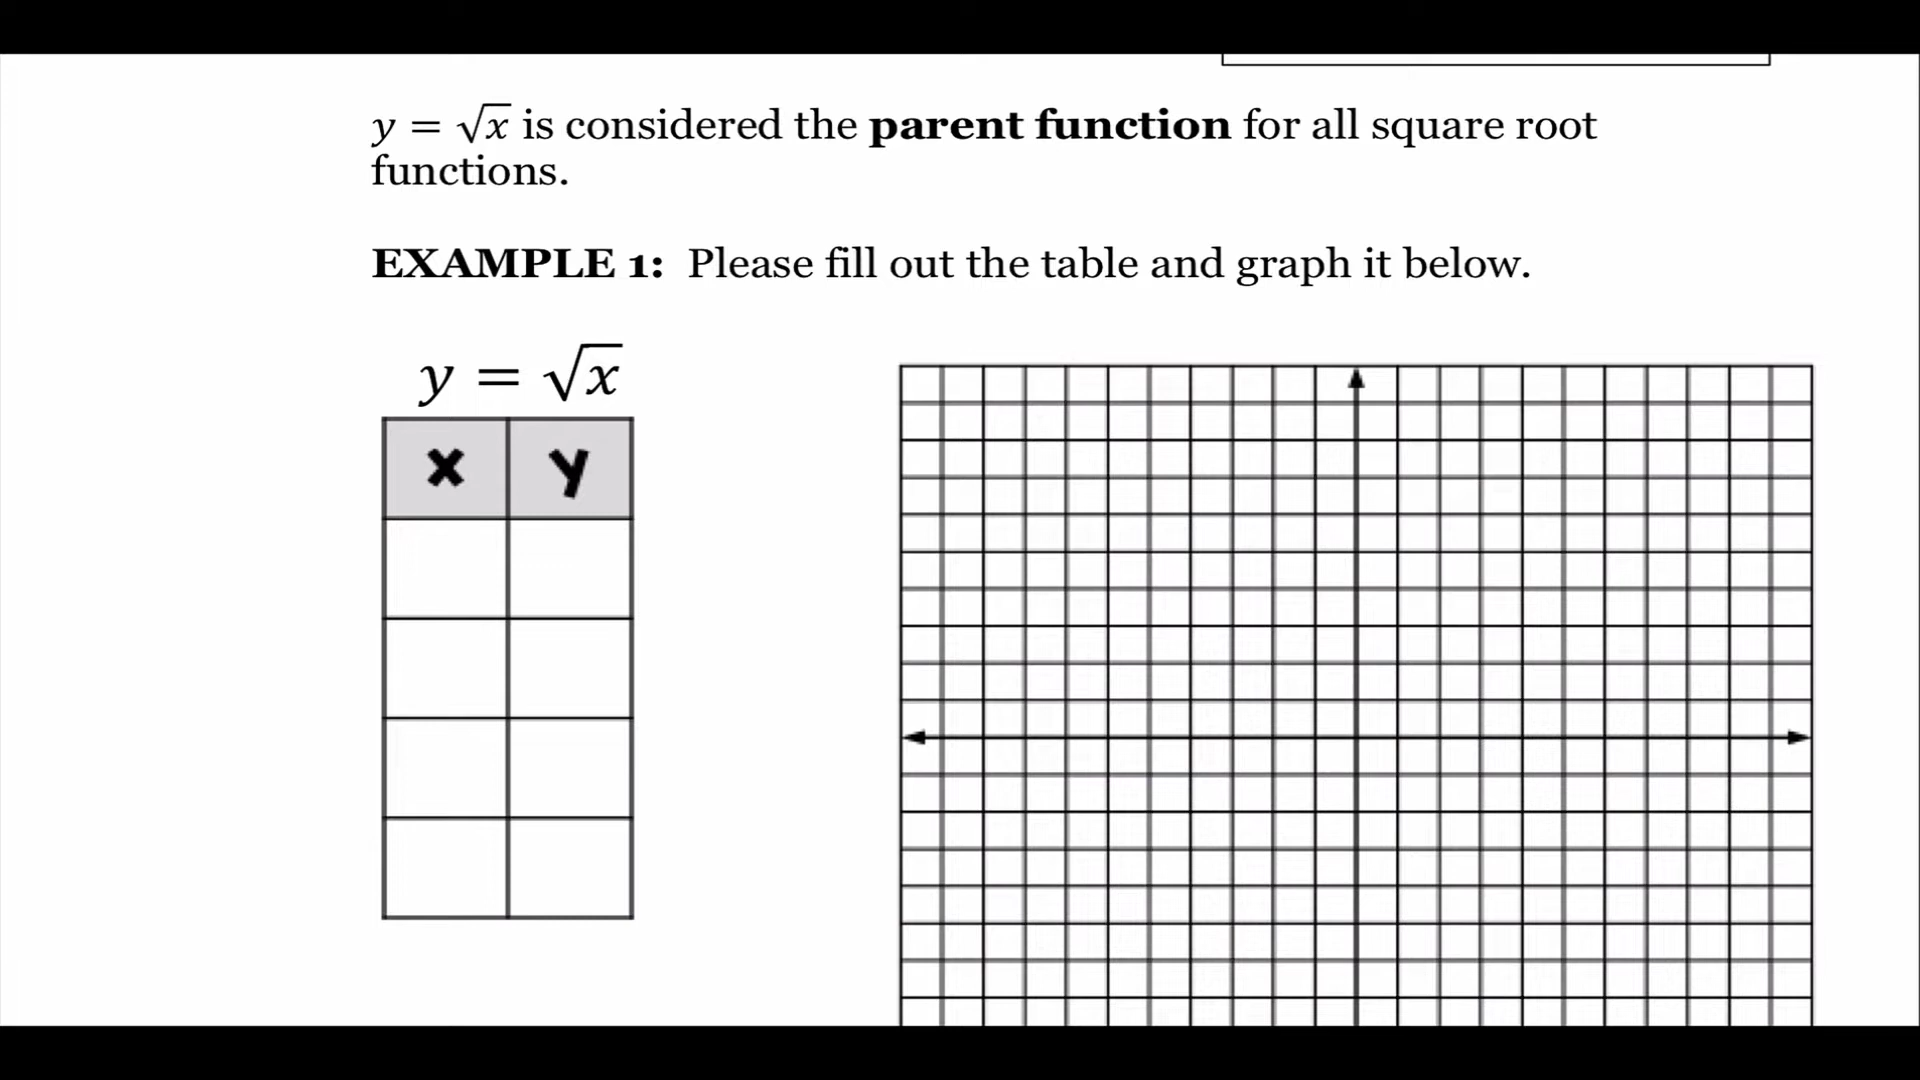 y = √x is considered the parent function for all square root
functions.
EXAMPLE 1: Please fill out the table and graph it below.
y = √x
x y